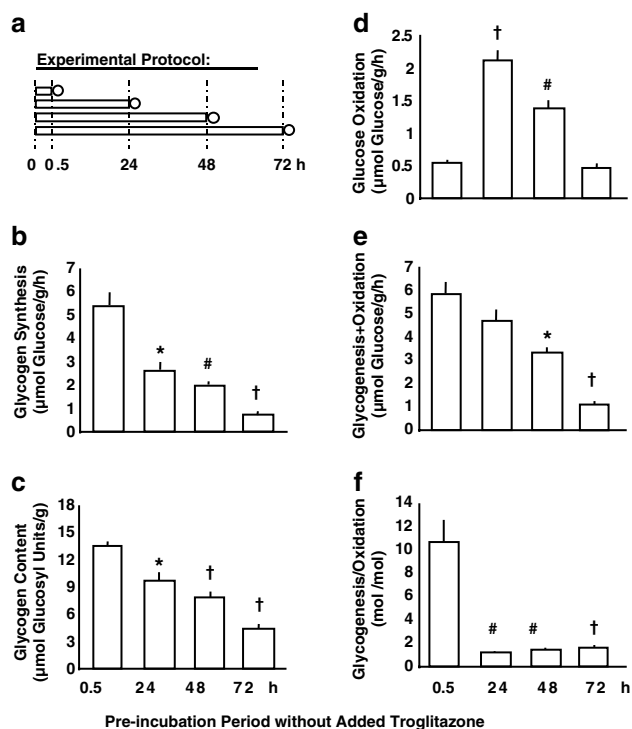 a
Experimental Protocol:
0 0.5 24 48 72 h
b
Glycogen Synthesis
(µmol Glucose/g/h)
7
6
5
4
3
2
1
0
*
#
†
c
Glycogen Content
(µmol Glucosyl Units/g)
18
15
12
9
6
3
0
*
†
†
0.5 24 48 72 h
d
Glucose Oxidation
(µmol Glucose/g/h)
2.5
2
1.5
1
0.5
0
†
#
e
Glycogenesis+Oxidation
(µmol Glucose/g/h)
7
6
5
4
3
2
1
0
*
†
f
Glycogenesis/Oxidation
(mol /mol)
14
12
10
8
6
4
2
0
#
#
†
0.5 24 48 72 h
Pre-incubation Period without Added Troglitazone